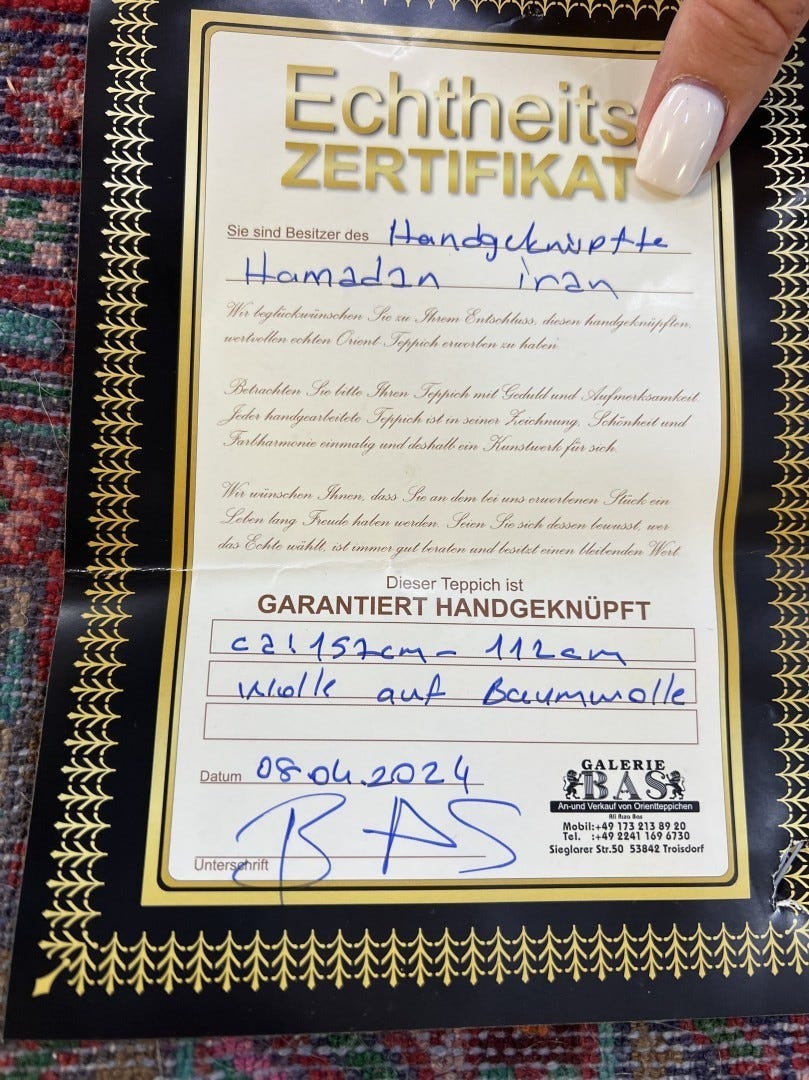 Echtheits
ZERTIFIKAT
Sie sind Besitzer des Handgeknüpfte
Hamadan iran
Wir beglückwünschen Sie zu Ihrem Entschluss, diesen handgeknüpften,
wertvollen echten Orient-Teppich erworben zu haben.
Betrachten Sie bitte Ihren Teppich mit Geduld und Aufmerksamkeit.
Jeder handgearbeitete Teppich ist in seiner Zeichnung, Schönheit und
Farbharmonie einmalig und deshalb ein Kunstwerk für sich.
Wir wünschen Ihnen, dass Sie an dem bei uns erworbenen Stück ein
Leben lang Freude haben werden. Seien Sie sich dessen bewusst, wer
das Echte wählt, ist immer gut beraten und besitzt einen bleibenden Wert
Dieser Teppich ist
GARANTIERT HANDGEKNÜPFT
ca: 157cm - 112cm
Wolle auf Baumwolle
Datum 08.04.2024
BAS
Unterschrift
GALERIE
BAS
An-und Verkauf von Orientteppichen
Ali Rıza Bas
Mobil:+49 173 213 89 20
Tel. :+49 2241 169 6730
Sieglarer Str.50 53842 Troisdorf